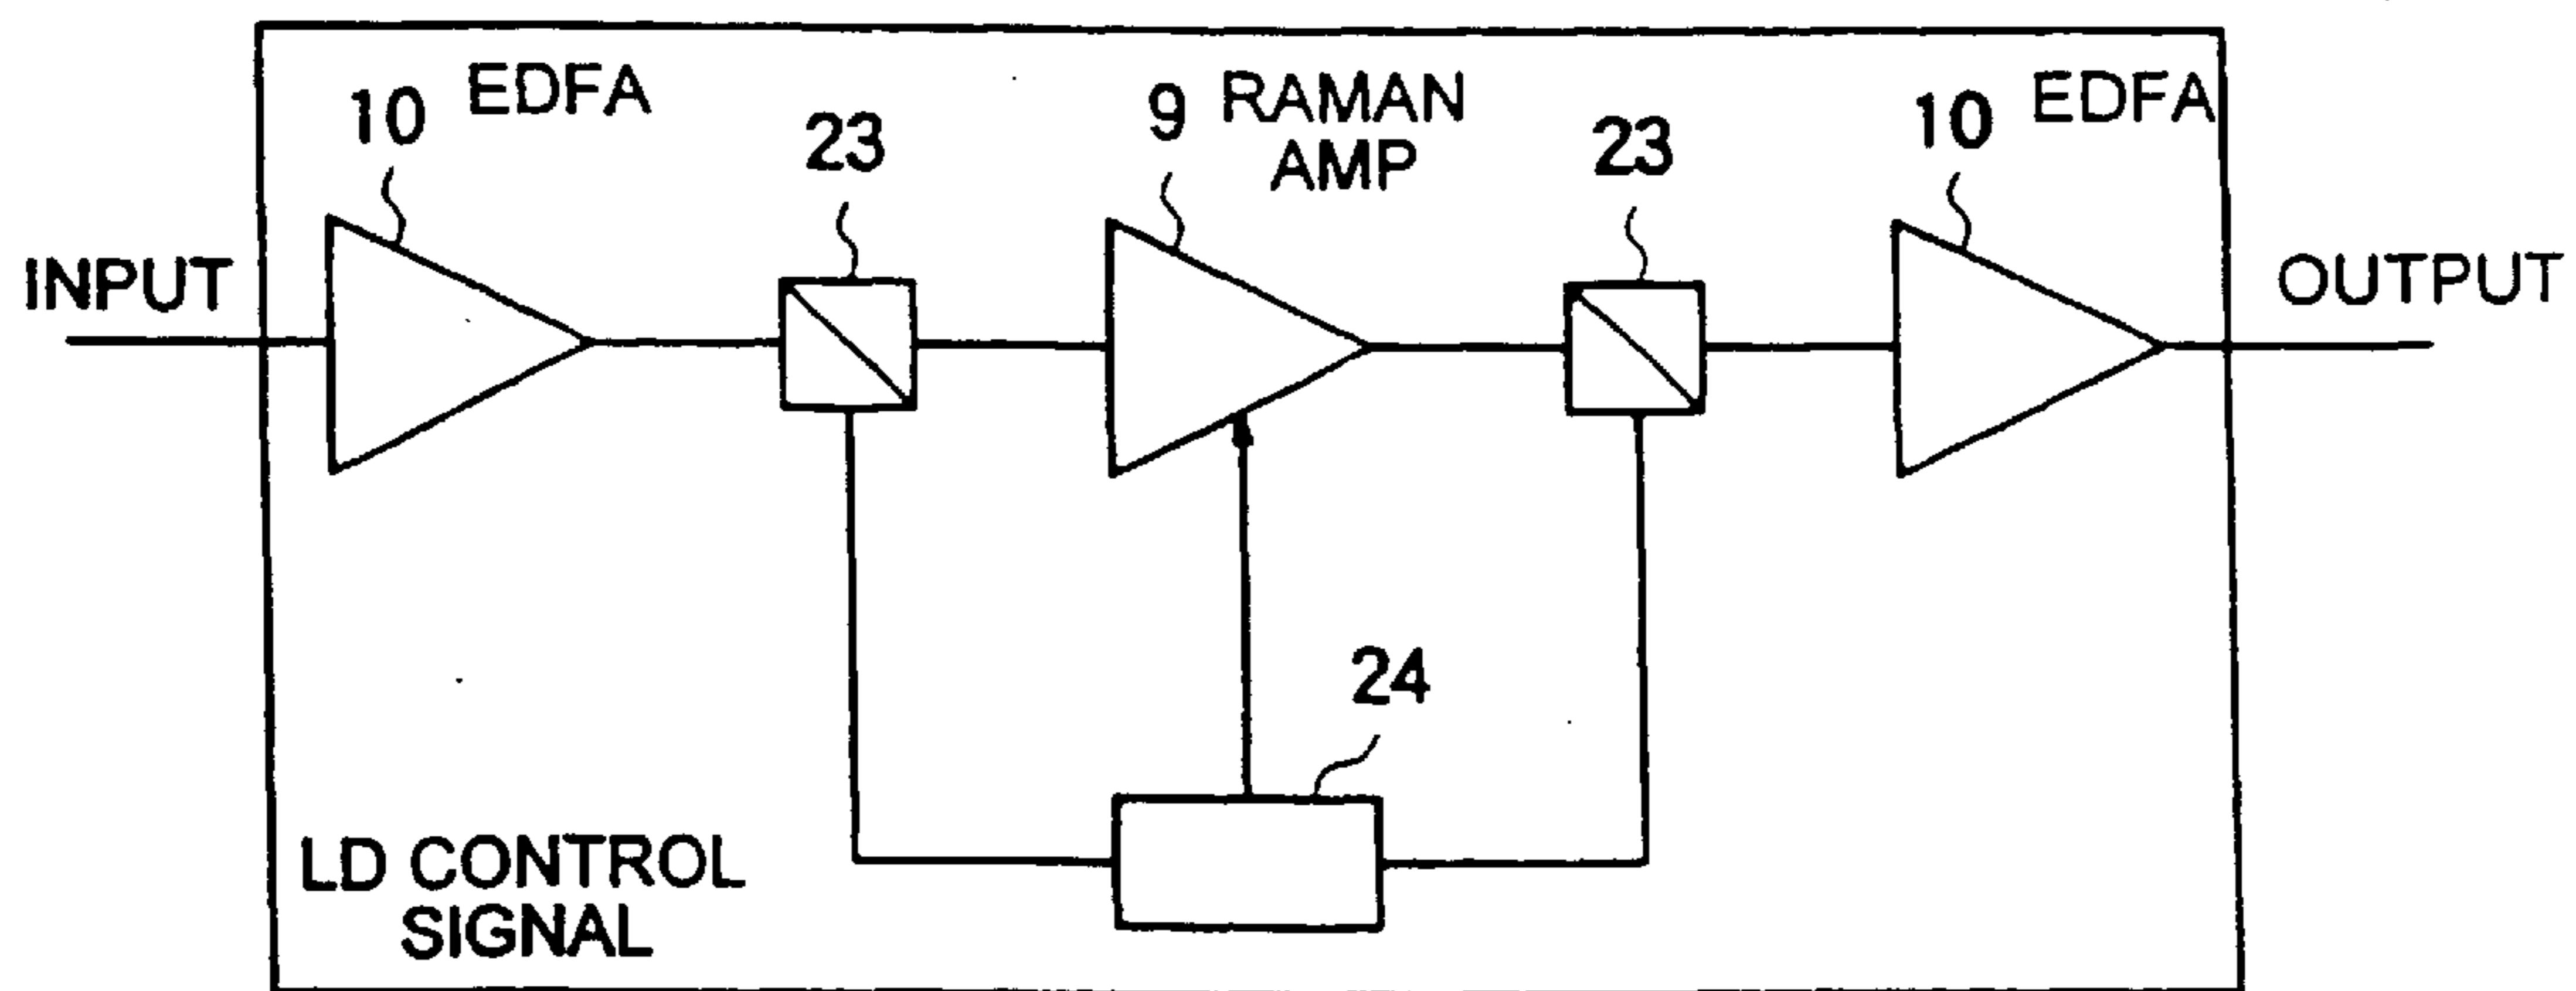 10 EDFA
23
9 RAMAN
AMP
23
10 EDFA
INPUT
OUTPUT
24
LD CONTROL
SIGNAL